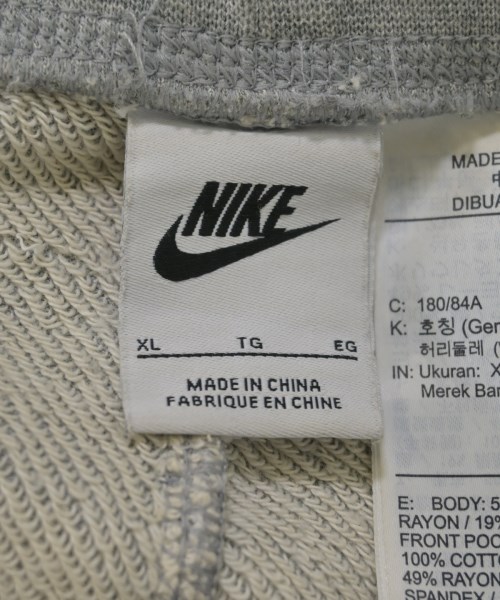 NIKE
XL TG EG
MADE IN CHINA
FABRIQUE EN CHINE
MADE
中
DIBUA
C: 180/84A
K: 호칭 (Gen
허리둘레 (
IN: Ukuran: X
Merek Bar
E: BODY: 5
RAYON / 19%
FRONT POC
100% COTTO
49% RAYON
SPANDEX /